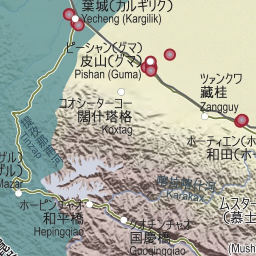 葉城(カルギリク)
Yecheng (Kargilik)
ピーシャン(グマ)
皮山(グマ)
Pishan (Guma)
ツァンクワ
藏桂
Zangguy
コオシーターコー
闊什塔格
Koxtag
ホーティエン(ホ
和田(ホ
Mazar
ホーピンチャオ
和平橋
Hepingqiao
Karakax
ムスター
(慕士
クオチンチャオ
国慶橋
Guoqingqiao
(Mush